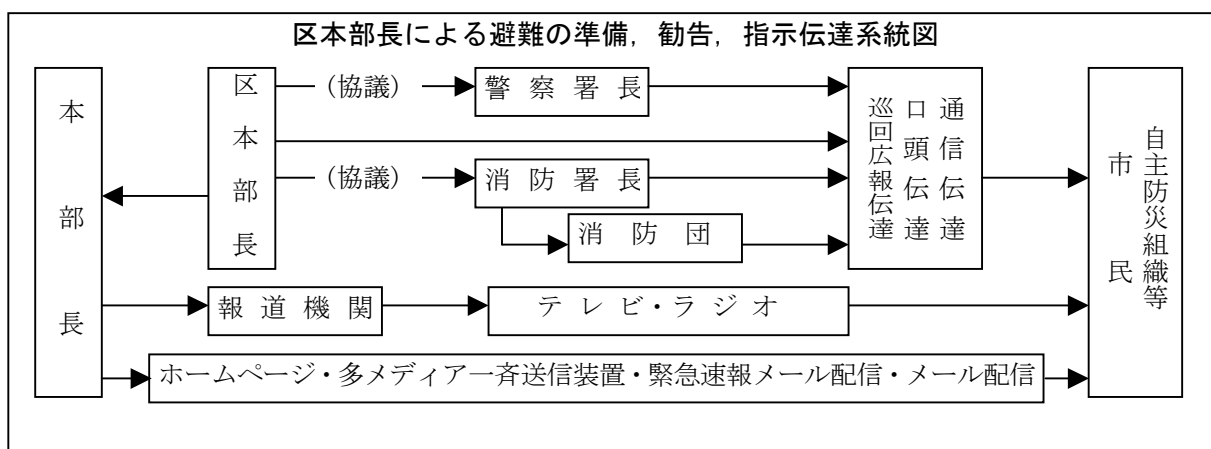 区本部長による避難の準備，勧告，指示伝達系統図
本部長
区本部長
（協議）
警察署長
（協議）
消防署長
消防団
通信伝達
口頭伝達
巡回広報伝達
自主防災組織等
市民
報道機関
テレビ・ラジオ
ホームページ・多メディア一斉送信装置・緊急速報メール配信・メール配信